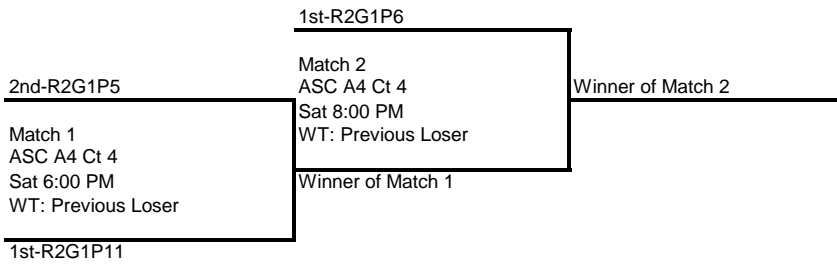 1st-R2G1P6
Match 2
ASC A4 Ct 4
Sat 8:00 PM
WT: Previous Loser
2nd-R2G1P5
Winner of Match 2
Match 1
ASC A4 Ct 4
Sat 6:00 PM
WT: Previous Loser
Winner of Match 1
1st-R2G1P11